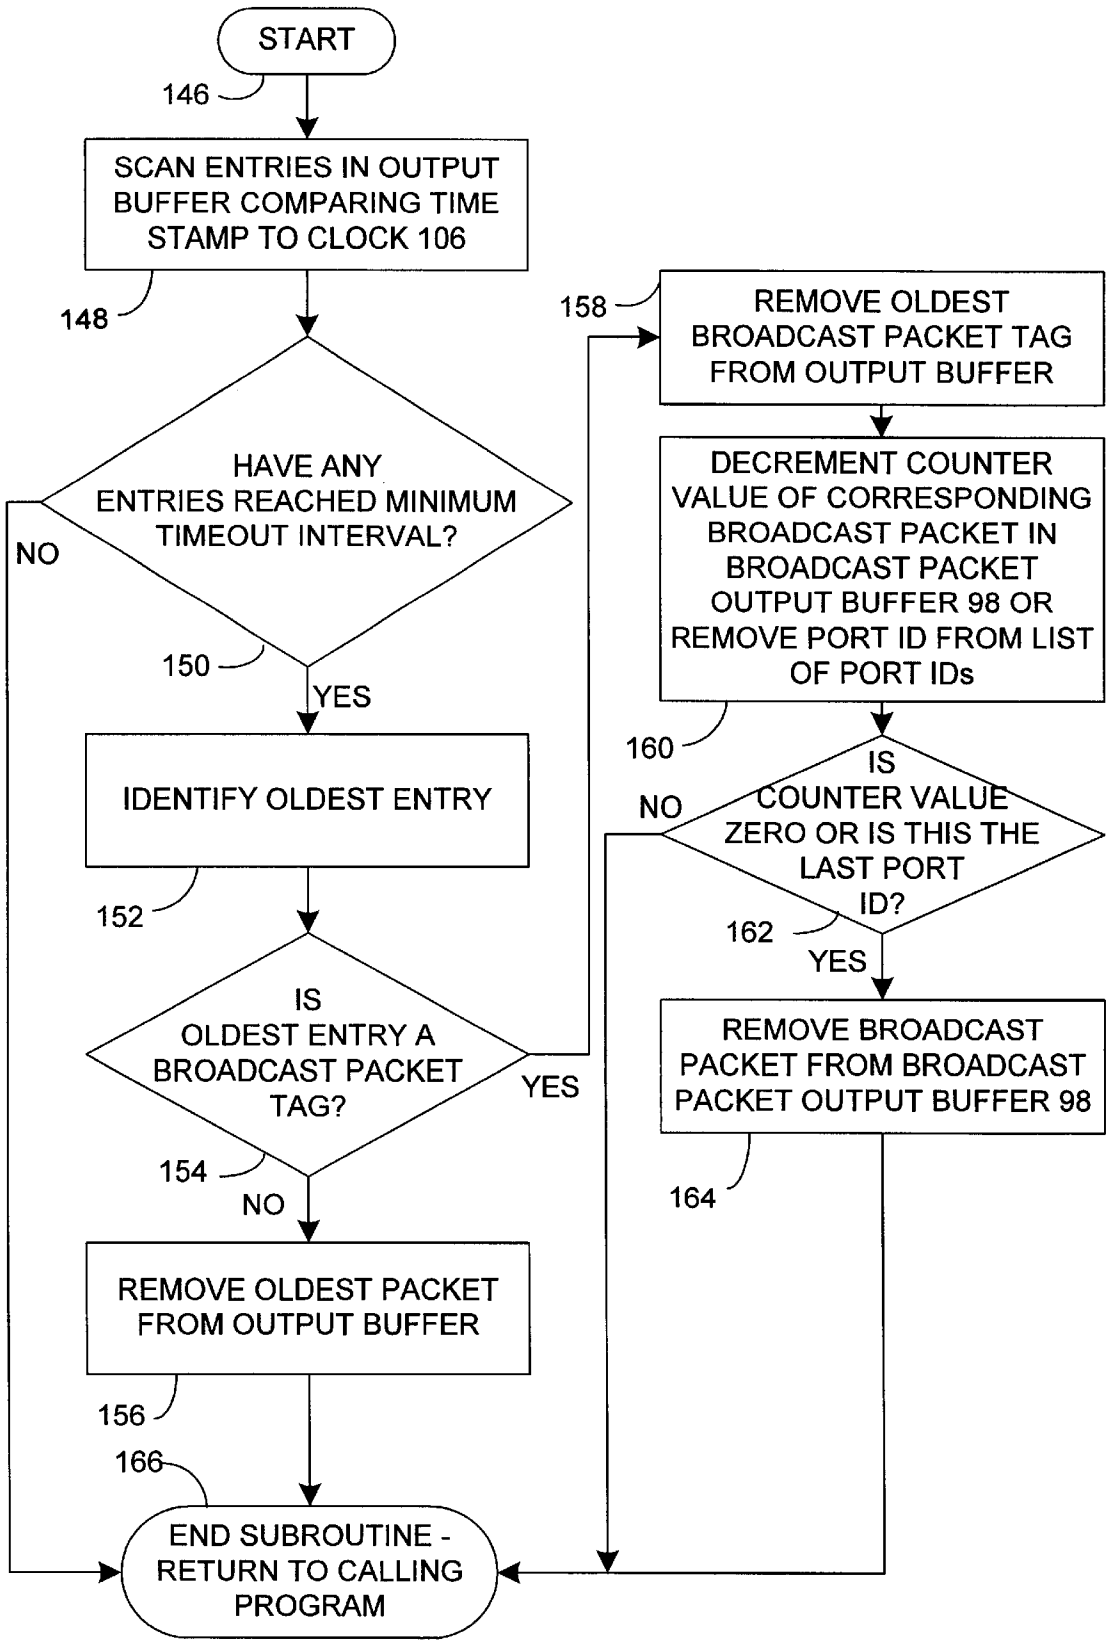 START
146
SCAN ENTRIES IN OUTPUT
BUFFER COMPARING TIME
STAMP TO CLOCK 106
148
HAVE ANY
ENTRIES REACHED MINIMUM
TIMEOUT INTERVAL?
NO
150
YES
IDENTIFY OLDEST ENTRY
152
IS
OLDEST ENTRY A
BROADCAST PACKET
TAG?
YES
154
NO
REMOVE OLDEST PACKET
FROM OUTPUT BUFFER
156
158
REMOVE OLDEST
BROADCAST PACKET TAG
FROM OUTPUT BUFFER
DECREMENT COUNTER
VALUE OF CORRESPONDING
BROADCAST PACKET IN
BROADCAST PACKET
OUTPUT BUFFER 98 OR
REMOVE PORT ID FROM LIST
OF PORT IDs
160
IS
COUNTER VALUE
ZERO OR IS THIS THE
LAST PORT
ID?
NO
162
YES
REMOVE BROADCAST
PACKET FROM BROADCAST
PACKET OUTPUT BUFFER 98
164
166
END SUBROUTINE -
RETURN TO CALLING
PROGRAM